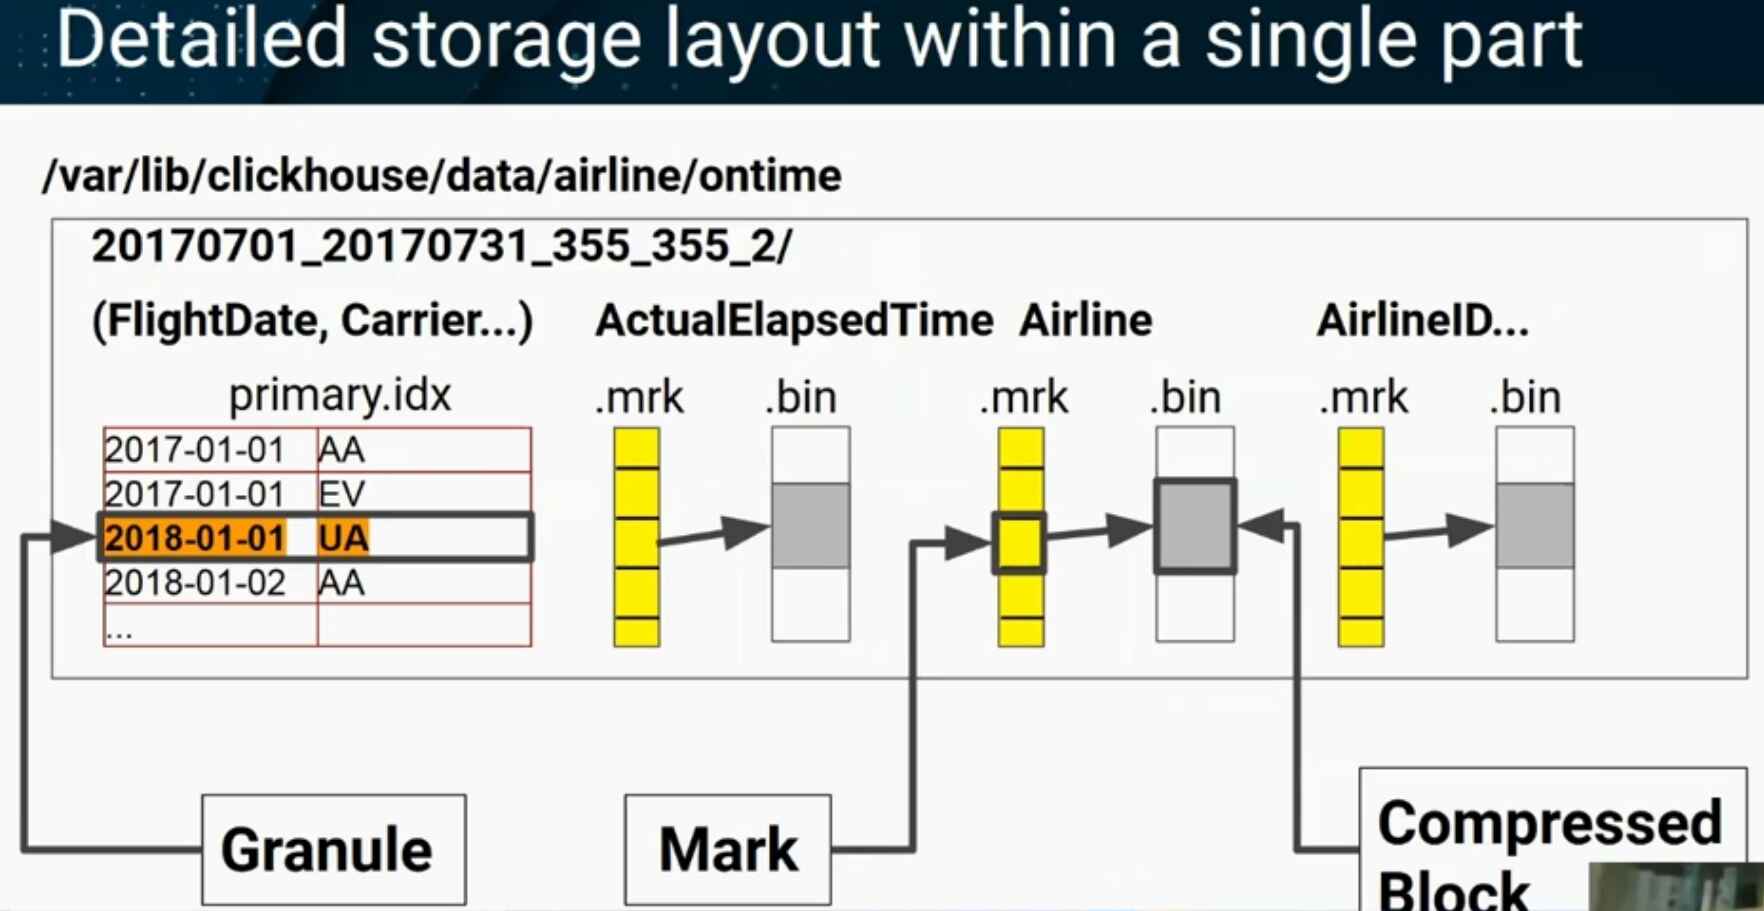 Detailed storage layout within a single part
/var/lib/clickhouse/data/airline/ontime
20170701_20170731_355_355_2/
(FlightDate, Carrier...) ActualElapsedTime Airline AirlineID...
primary.idx .mrk .bin .mrk .bin .mrk .bin
2017-01-01 AA
2017-01-01 EV
2018-01-01 UA
2018-01-02 AA
...
Granule Mark Compressed
Block